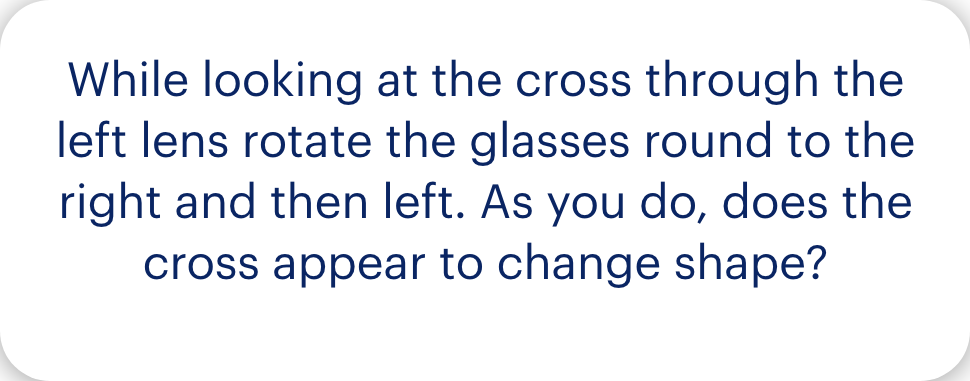 While looking at the cross through the
left lens rotate the glasses round to the
right and then left. As you do, does the
cross appear to change shape?